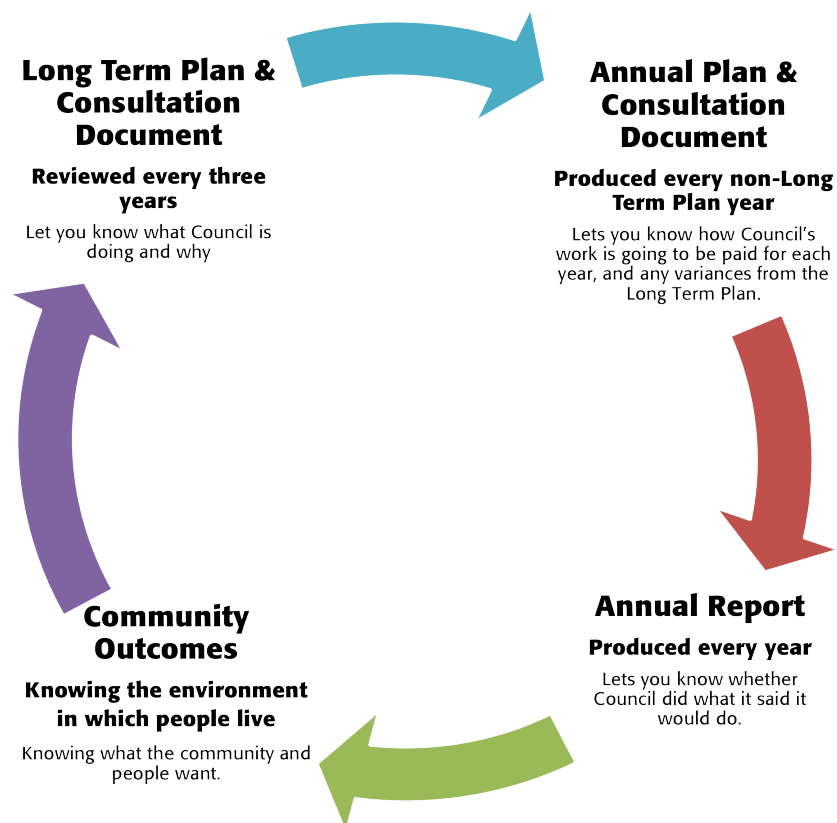 Long Term Plan &
Consultation
Document
Reviewed every three
years
Let you know what Council is
doing and why
Annual Plan &
Consultation
Document
Produced every non-Long
Term Plan year
Lets you know how Council’s
work is going to be paid for each
year, and any variances from the
Long Term Plan.
Annual Report
Produced every year
Lets you know whether
Council did what it said it
would do.
Community
Outcomes
Knowing the environment
in which people live
Knowing what the community and
people want.